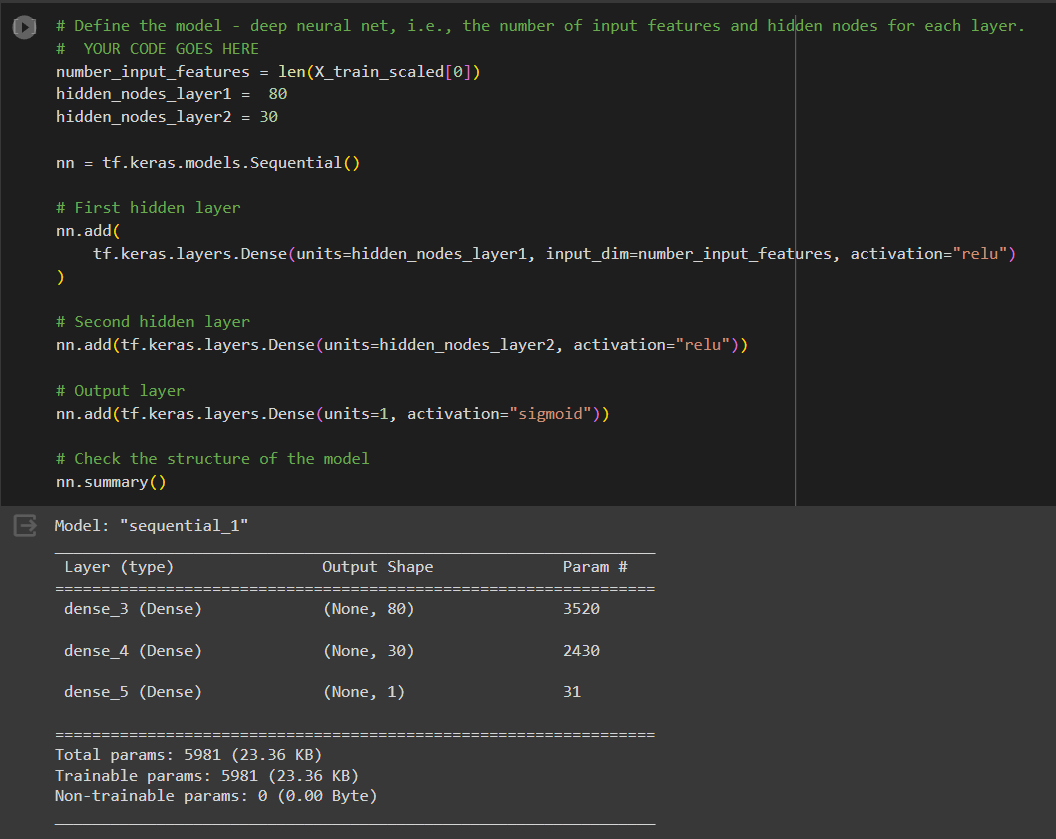 # Define the model - deep neural net, i.e., the number of input features and hidden nodes for each layer.
#  YOUR CODE GOES HERE
number_input_features = len(X_train_scaled[0])
hidden_nodes_layer1 =  80
hidden_nodes_layer2 = 30
nn = tf.keras.models.Sequential()
# First hidden layer
nn.add(
    tf.keras.layers.Dense(units=hidden_nodes_layer1, input_dim=number_input_features, activation="relu")
)
# Second hidden layer
nn.add(tf.keras.layers.Dense(units=hidden_nodes_layer2, activation="relu"))
# Output layer
nn.add(tf.keras.layers.Dense(units=1, activation="sigmoid"))
# Check the structure of the model
nn.summary()
Model: "sequential_1"
_________________________________________________________________
 Layer (type)                Output Shape              Param #
=================================================================
 dense_3 (Dense)             (None, 80)                3520
 dense_4 (Dense)             (None, 30)                2430
 dense_5 (Dense)             (None, 1)                 31
=================================================================
Total params: 5981 (23.36 KB)
Trainable params: 5981 (23.36 KB)
Non-trainable params: 0 (0.00 Byte)
_________________________________________________________________